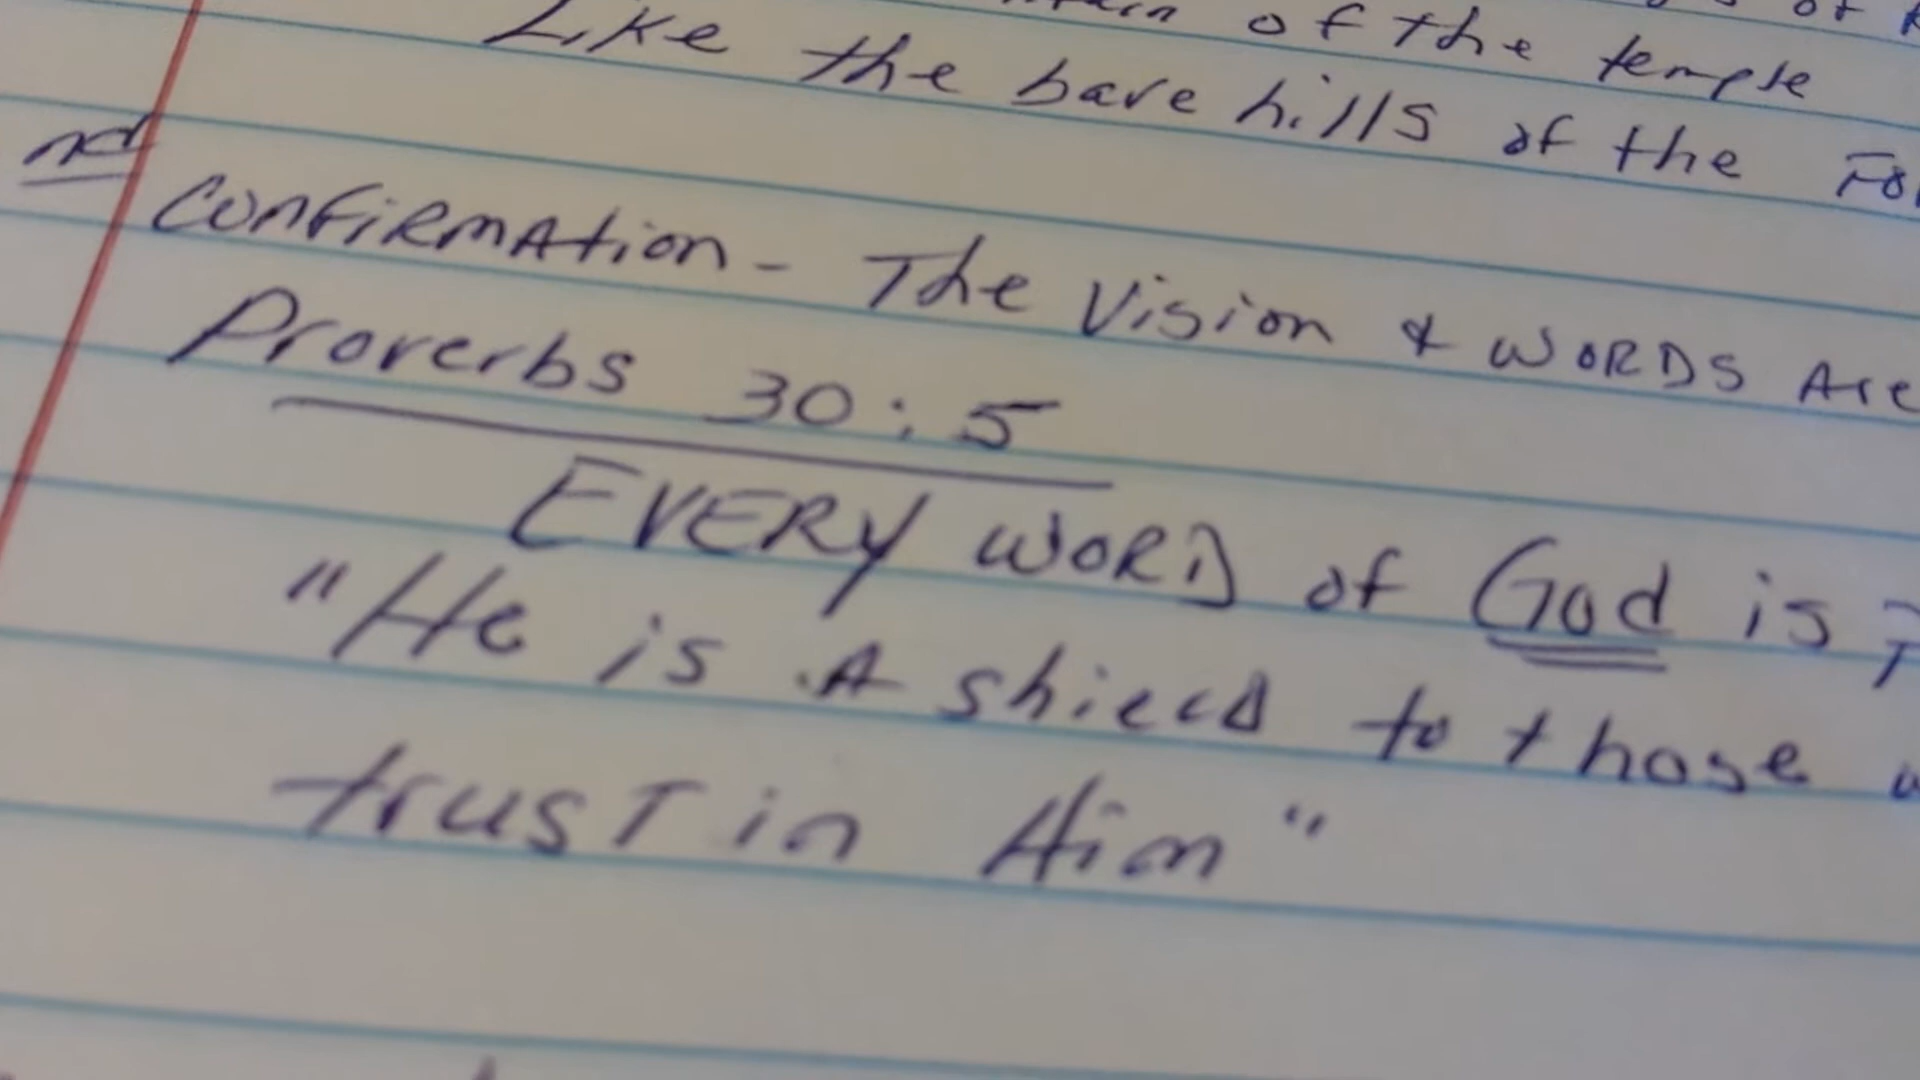 of the temple
Like the bare hills of the
nd
Confirmation - The Vision & Words Are
Proverbs 30:5
EVERY WORD of God is
"He is A shield to those
trust in Him"